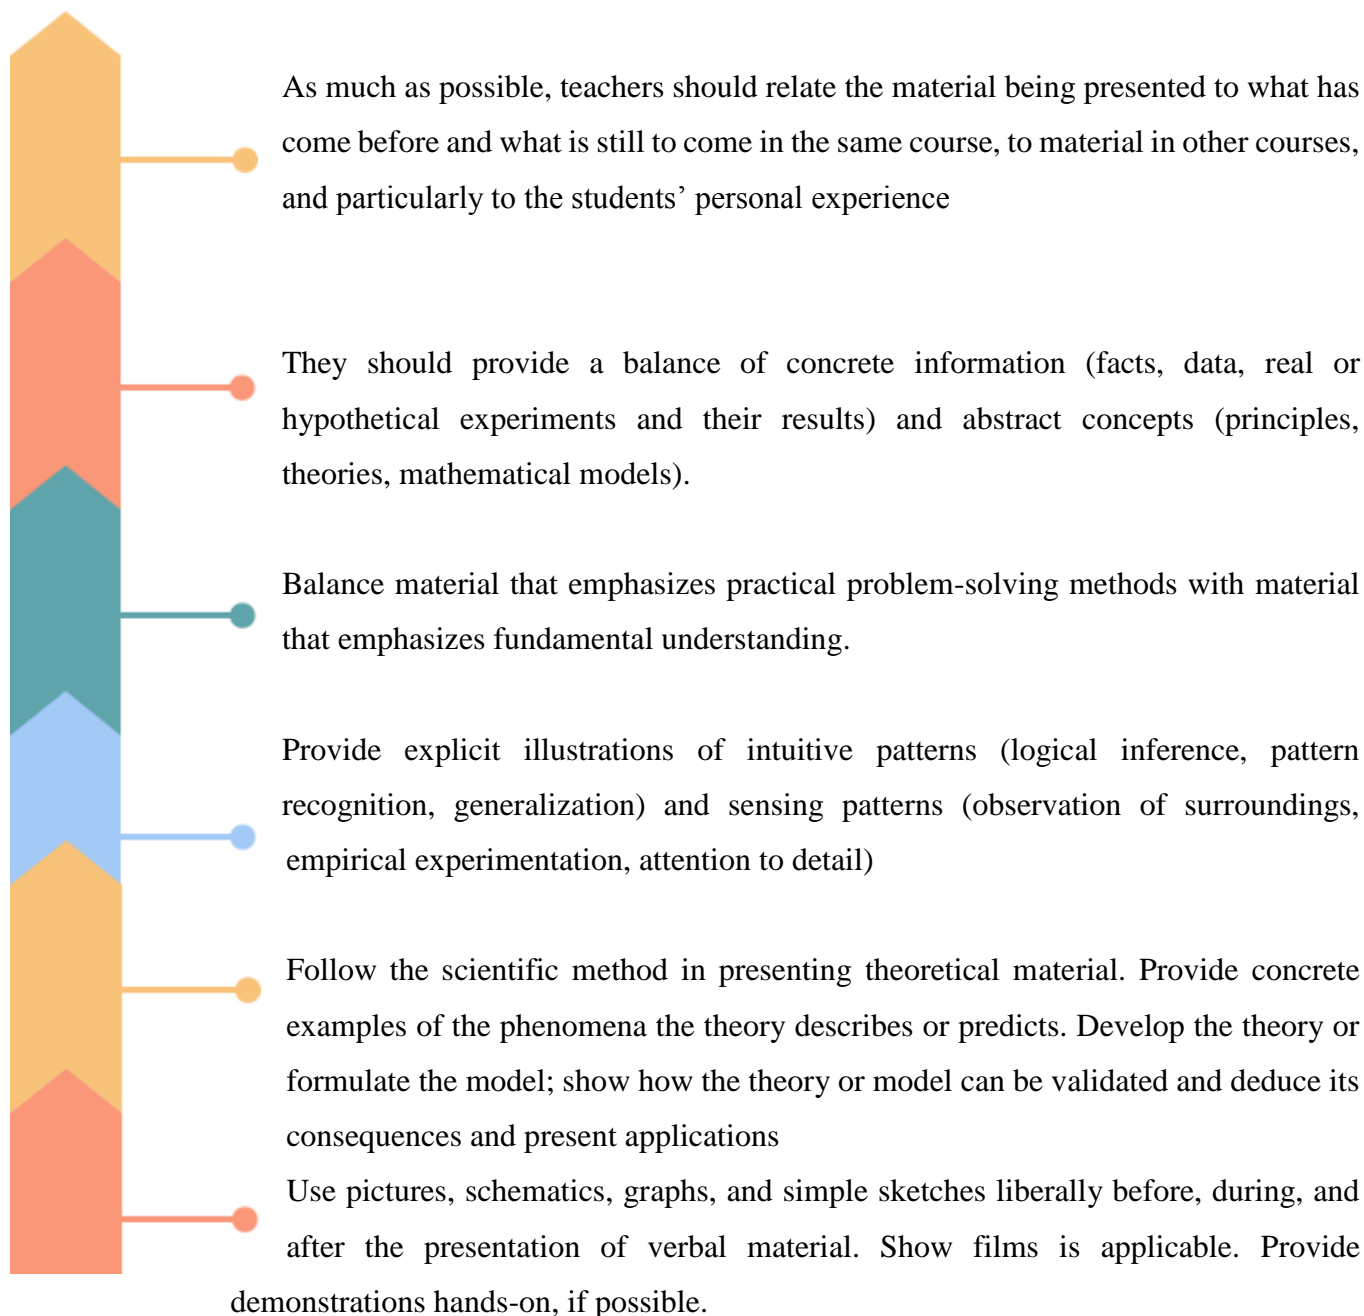 As much as possible, teachers should relate the material being presented to what has
come before and what is still to come in the same course, to material in other courses,
and particularly to the students’ personal experience
They should provide a balance of concrete information (facts, data, real or
hypothetical experiments and their results) and abstract concepts (principles,
theories, mathematical models).
Balance material that emphasizes practical problem-solving methods with material
that emphasizes fundamental understanding.
Provide explicit illustrations of intuitive patterns (logical inference, pattern
recognition, generalization) and sensing patterns (observation of surroundings,
empirical experimentation, attention to detail)
Follow the scientific method in presenting theoretical material. Provide concrete
examples of the phenomena the theory describes or predicts. Develop the theory or
formulate the model; show how the theory or model can be validated and deduce its
consequences and present applications
Use pictures, schematics, graphs, and simple sketches liberally before, during, and
after the presentation of verbal material. Show films is applicable. Provide
demonstrations hands-on, if possible.